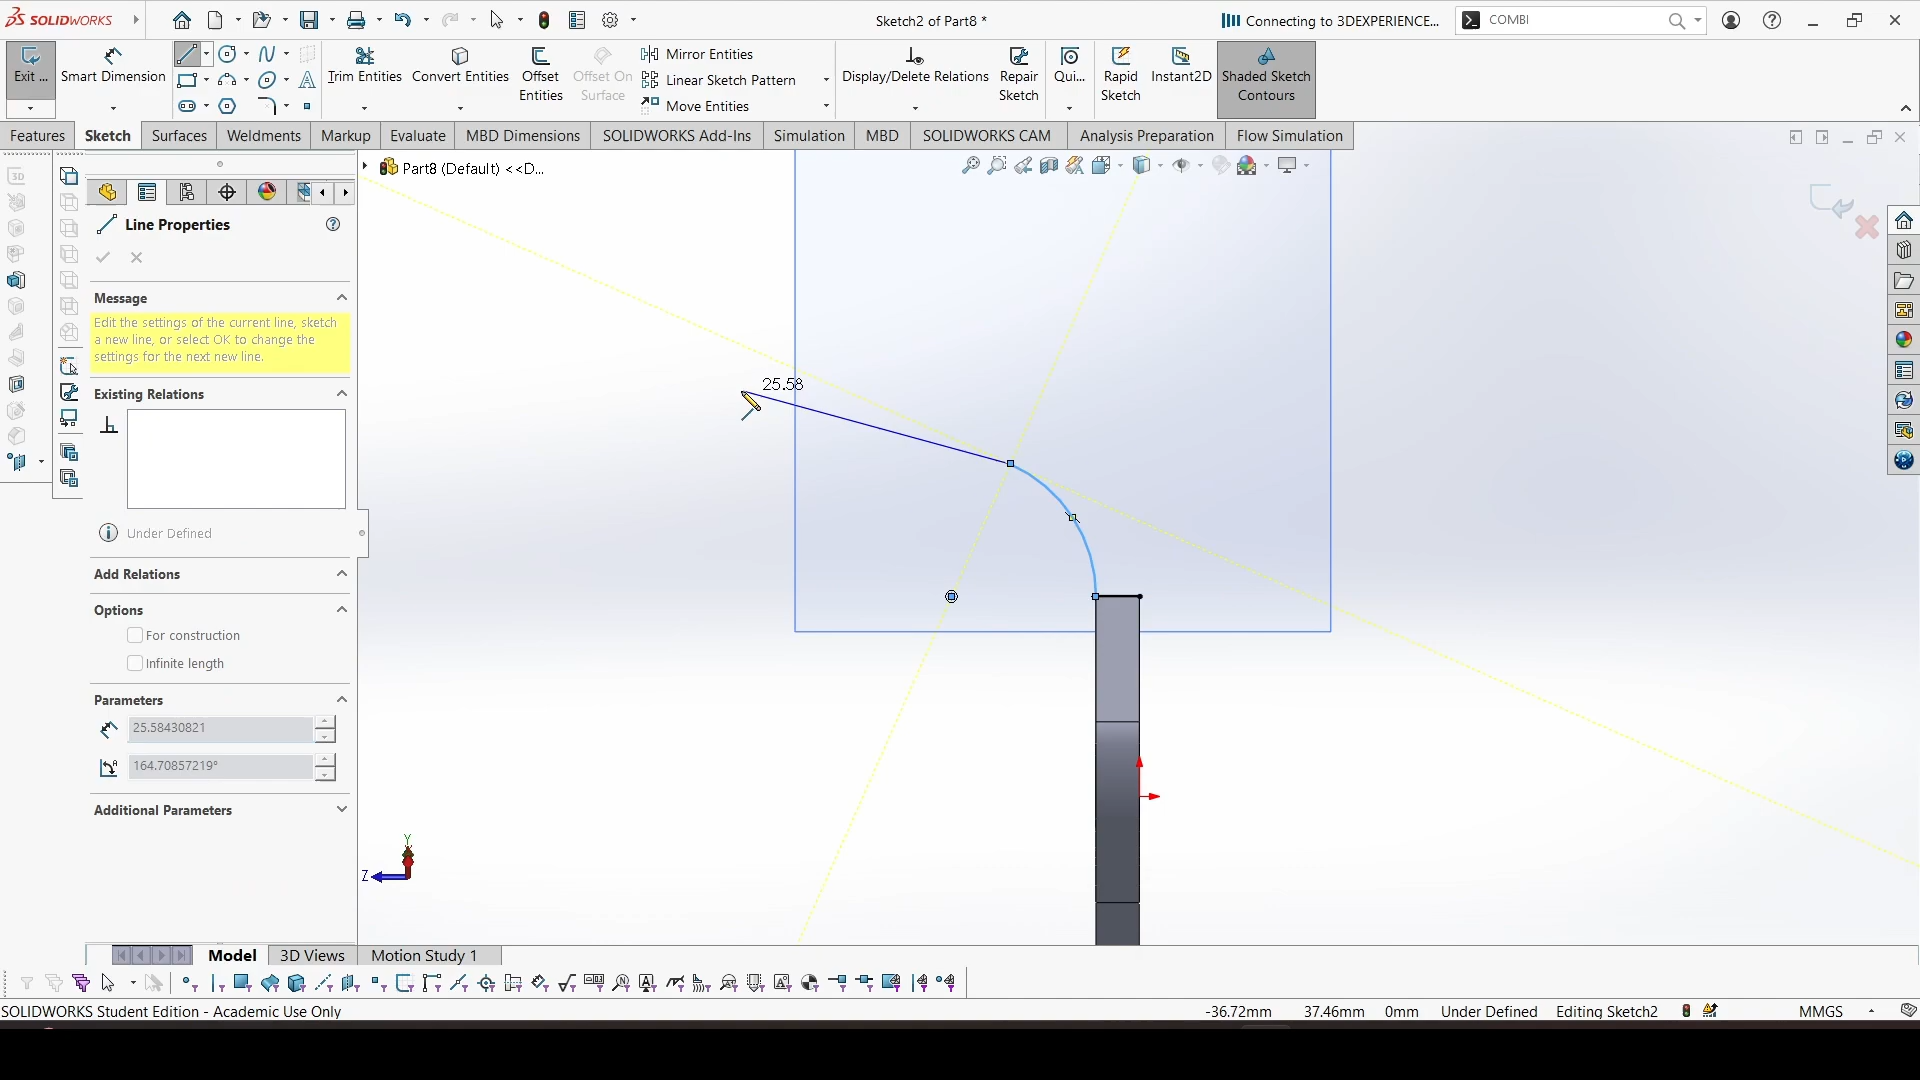 SOLIDWORKS
Sketch2 of Part8 *
Connecting to 3DEXPERIENCE...
COMBI
Exit ...
Smart Dimension
Trim Entities
Convert Entities
Offset Entities
Offset On Surface
Mirror Entities
Linear Sketch Pattern
Move Entities
Display/Delete Relations
Repair Sketch
Qui...
Rapid Sketch
Instant2D
Shaded Sketch Contours
Features
Sketch
Surfaces
Weldments
Markup
Evaluate
MBD Dimensions
SOLIDWORKS Add-Ins
Simulation
MBD
SOLIDWORKS CAM
Analysis Preparation
Flow Simulation
Part8 (Default) <<D...
Line Properties
Message
Edit the settings of the current line, sketch
a new line, or select OK to change the
settings for the next new line.
Existing Relations
Under Defined
Add Relations
Options
For construction
Infinite length
Parameters
25.58430821
164.70857219°
Additional Parameters
25.58
Y
Z
Model
3D Views
Motion Study 1
SOLIDWORKS Student Edition - Academic Use Only
-36.72mm
37.46mm
0mm
Under Defined
Editing Sketch2
MMGS